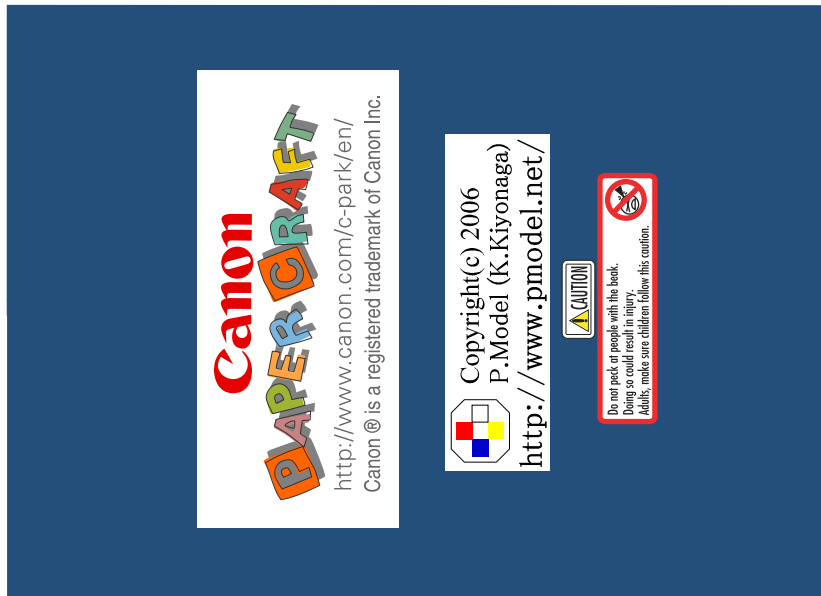 Canon
PAPER CRAFT
http://www.canon.com/c-park/en/
Canon ® is a registered trademark of Canon Inc.
Copyright(c) 2006
P.Model (K.Kiyonaga)
http://www.pmodel.net/
CAUTION
Do not peck at people with the beak.
Doing so could result in injury.
Adults, make sure children follow this caution.